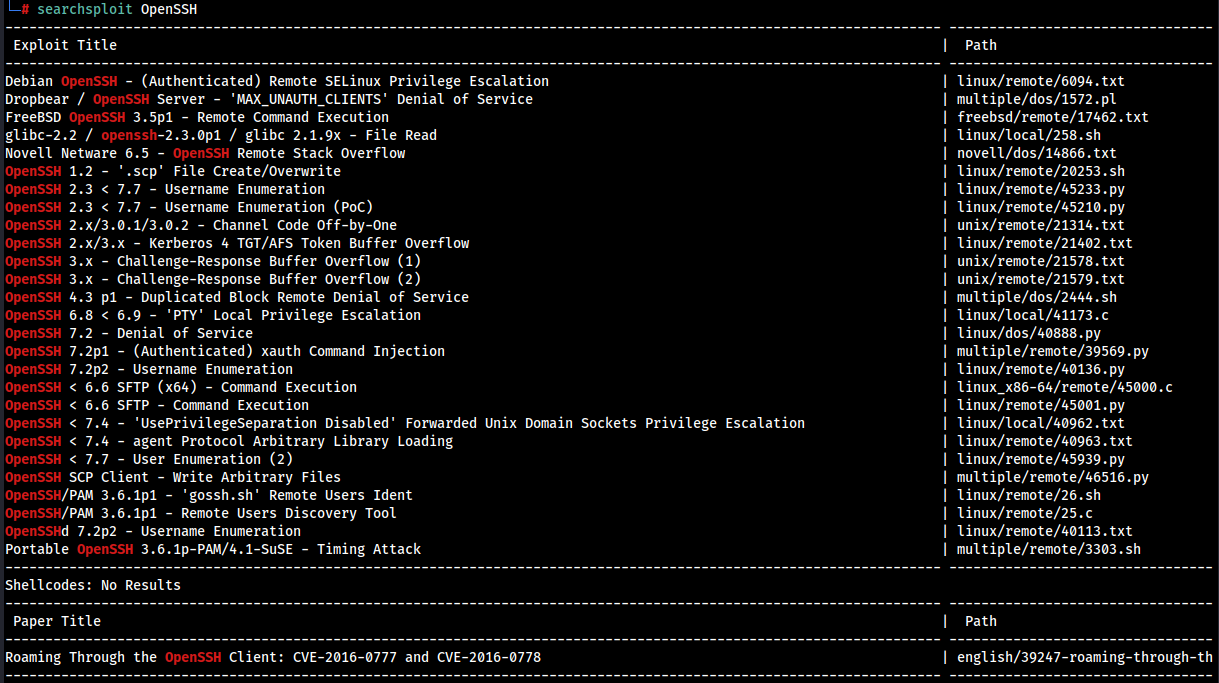 └─# searchsploit OpenSSH
---------------------------------------------------------------------------------------------------------------------- ---------------------------------
 Exploit Title | Path
---------------------------------------------------------------------------------------------------------------------- ---------------------------------
Debian OpenSSH - (Authenticated) Remote SELinux Privilege Escalation | linux/remote/6094.txt
Dropbear / OpenSSH Server - 'MAX_UNAUTH_CLIENTS' Denial of Service | multiple/dos/1572.pl
FreeBSD OpenSSH 3.5p1 - Remote Command Execution | freebsd/remote/17462.txt
glibc-2.2 / openssh-2.3.0p1 / glibc 2.1.9x - File Read | linux/local/258.sh
Novell Netware 6.5 - OpenSSH Remote Stack Overflow | novell/dos/14866.txt
OpenSSH 1.2 - '.scp' File Create/Overwrite | linux/remote/20253.sh
OpenSSH 2.3 < 7.7 - Username Enumeration | linux/remote/45233.py
OpenSSH 2.3 < 7.7 - Username Enumeration (PoC) | linux/remote/45210.py
OpenSSH 2.x/3.0.1/3.0.2 - Channel Code Off-by-One | unix/remote/21314.txt
OpenSSH 2.x/3.x - Kerberos 4 TGT/AFS Token Buffer Overflow | linux/remote/21402.txt
OpenSSH 3.x - Challenge-Response Buffer Overflow (1) | unix/remote/21578.txt
OpenSSH 3.x - Challenge-Response Buffer Overflow (2) | unix/remote/21579.txt
OpenSSH 4.3 p1 - Duplicated Block Remote Denial of Service | multiple/dos/2444.sh
OpenSSH 6.8 < 6.9 - 'PTY' Local Privilege Escalation | linux/local/41173.c
OpenSSH 7.2 - Denial of Service | linux/dos/40888.py
OpenSSH 7.2p1 - (Authenticated) xauth Command Injection | multiple/remote/39569.py
OpenSSH 7.2p2 - Username Enumeration | linux/remote/40136.py
OpenSSH < 6.6 SFTP (x64) - Command Execution | linux_x86-64/remote/45000.c
OpenSSH < 6.6 SFTP - Command Execution | linux/remote/45001.py
OpenSSH < 7.4 - 'UsePrivilegeSeparation Disabled' Forwarded Unix Domain Sockets Privilege Escalation | linux/local/40962.txt
OpenSSH < 7.4 - agent Protocol Arbitrary Library Loading | linux/remote/40963.txt
OpenSSH < 7.7 - User Enumeration (2) | linux/remote/45939.py
OpenSSH SCP Client - Write Arbitrary Files | multiple/remote/46516.py
OpenSSH/PAM 3.6.1p1 - 'gossh.sh' Remote Users Ident | linux/remote/26.sh
OpenSSH/PAM 3.6.1p1 - Remote Users Discovery Tool | linux/remote/25.c
OpenSSHd 7.2p2 - Username Enumeration | linux/remote/40113.txt
Portable OpenSSH 3.6.1p-PAM/4.1-SuSE - Timing Attack | multiple/remote/3303.sh
---------------------------------------------------------------------------------------------------------------------- ---------------------------------
Shellcodes: No Results
---------------------------------------------------------------------------------------------------------------------- ---------------------------------
 Paper Title | Path
---------------------------------------------------------------------------------------------------------------------- ---------------------------------
Roaming Through the OpenSSH Client: CVE-2016-0777 and CVE-2016-0778 | english/39247-roaming-through-th
---------------------------------------------------------------------------------------------------------------------- ---------------------------------